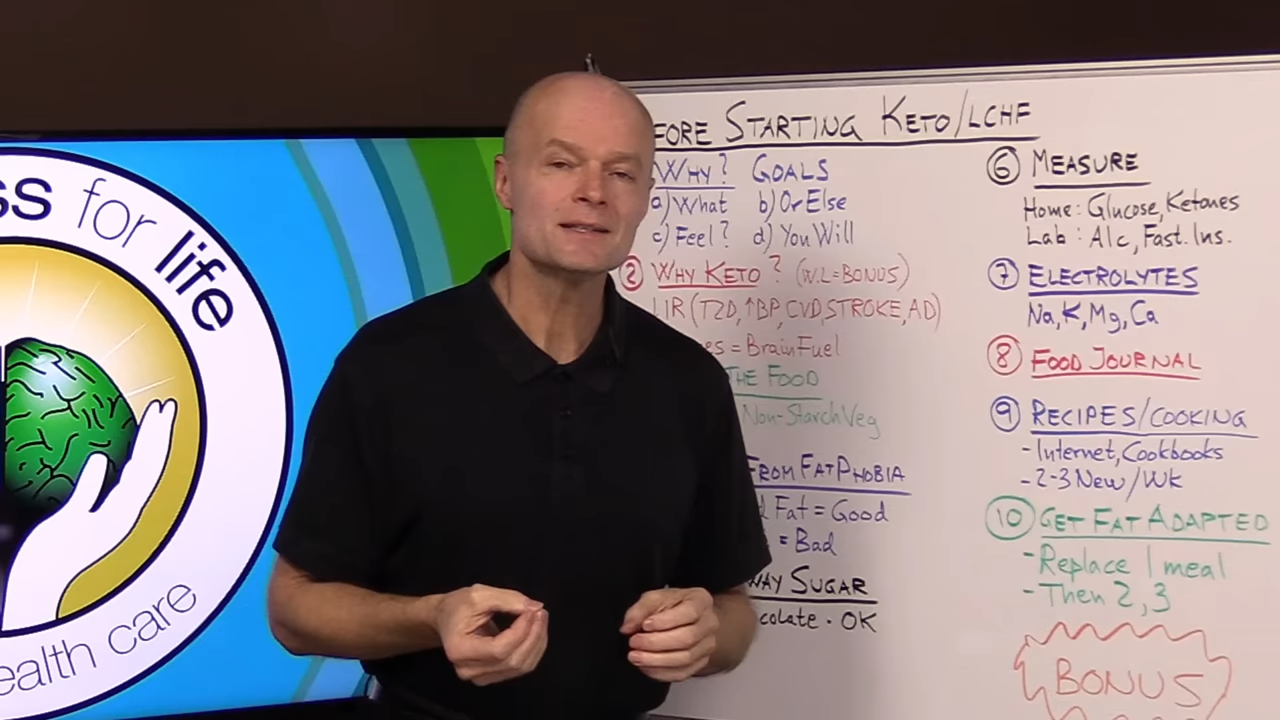 ss for life
ealth care
FORE STARTING KETO/LCHF
WHY? GOALS
a) What b) Or Else
c) Feel? d) You Will
② WHY KETO? (W.L=BONUS)
IR (T2D, ↑BP, CVD, STROKE, AD)
es = Brain Fuel
THE FOOD
Non-Starch Veg
FROM FAT PHOBIA
d Fat = Good
= Bad
WAY SUGAR
colate · OK
⑥ MEASURE
Home: Glucose, Ketones
Lab: A1c, Fast. Ins.
⑦ ELECTROLYTES
Na, K, Mg, Ca
⑧ FOOD JOURNAL
⑨ RECIPES/COOKING
- Internet, Cookbooks
- 2-3 New/Wk
⑩ GET FAT ADAPTED
- Replace 1 meal
- Then 2, 3
BONUS